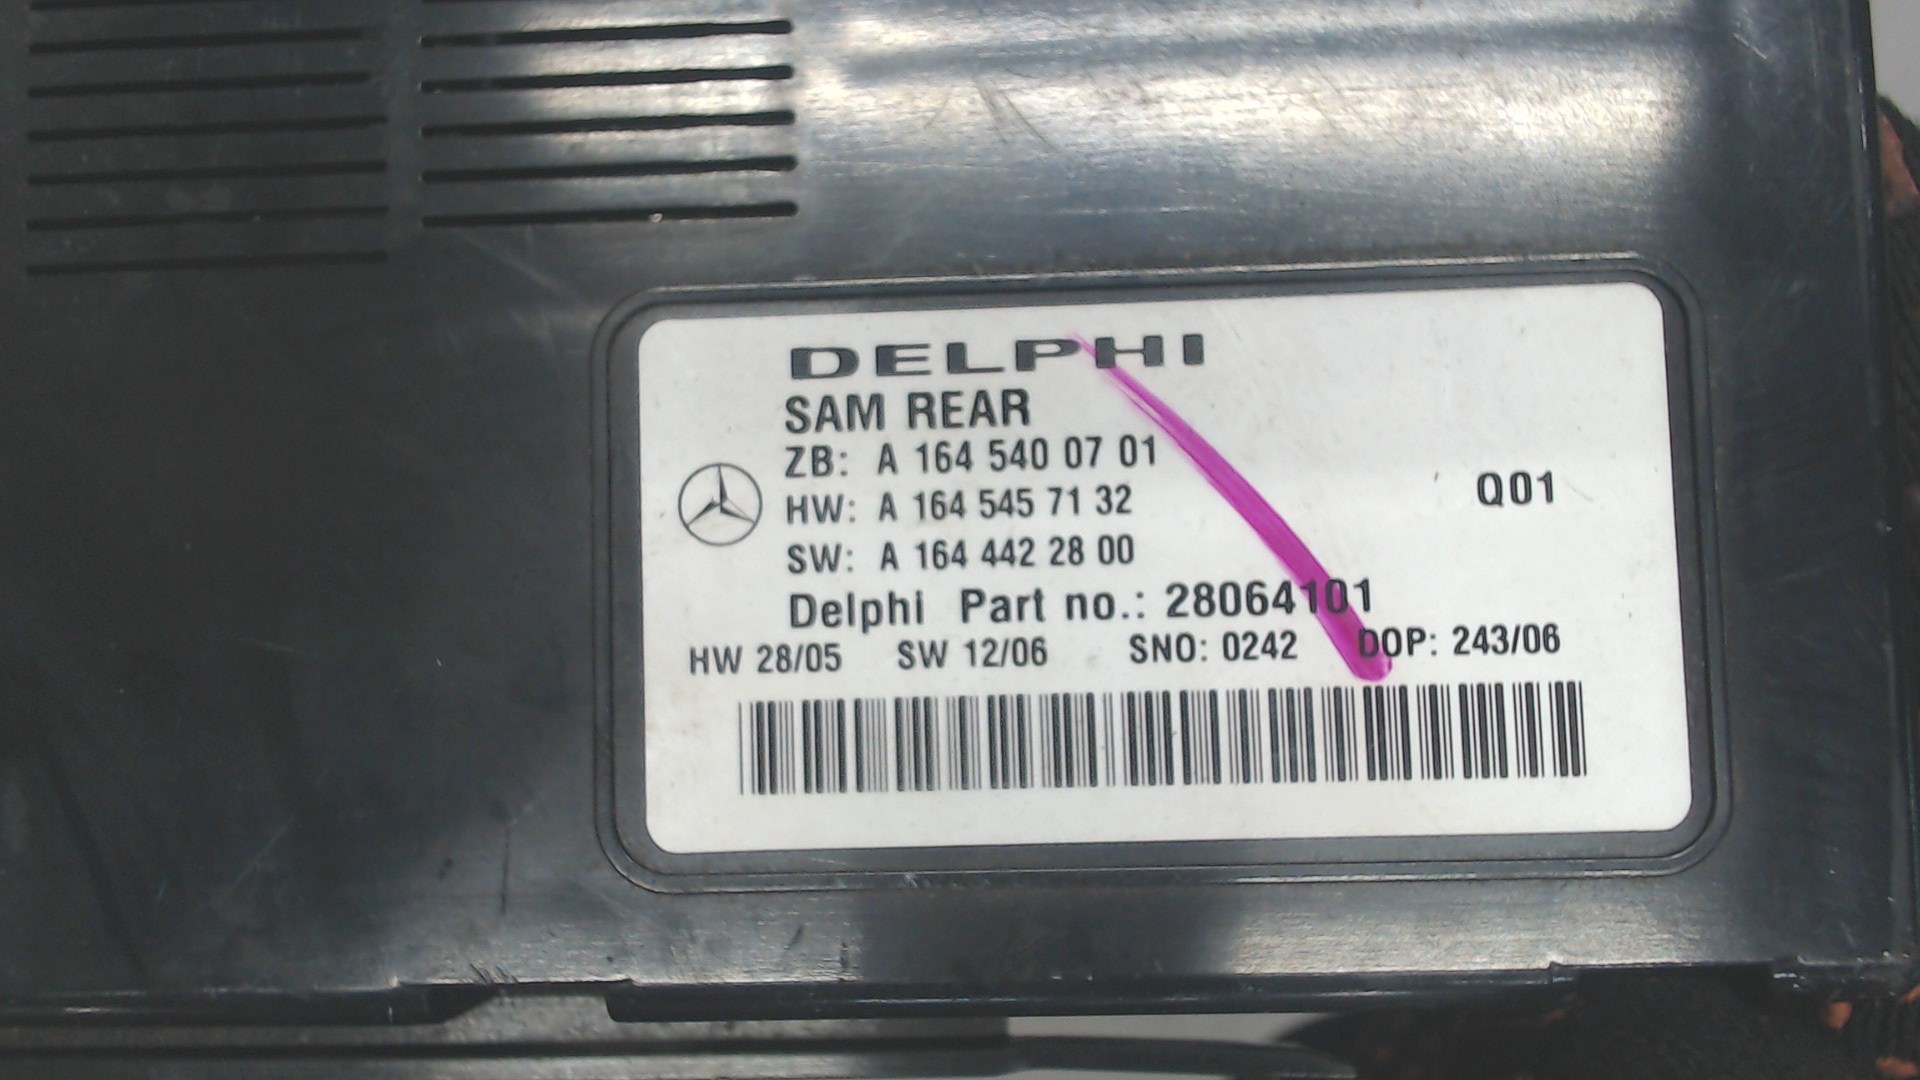 DELPHI
SAM REAR
ZB: A 164 540 07 01
HW: A 164 545 71 32
Q01
SW: A 164 442 28 00
Delphi Part no.: 28064101
HW 28/05 SW 12/06 SNO: 0242 DOP: 243/06